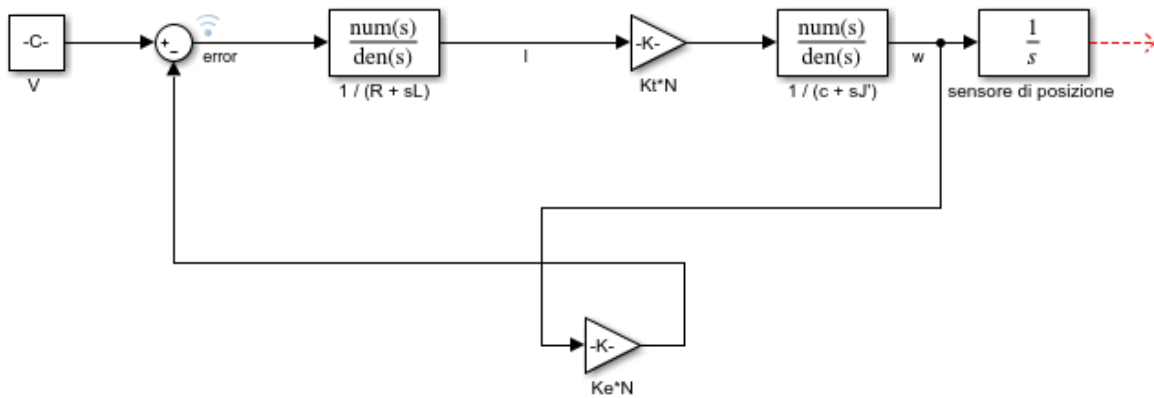 -C-
V
+
−
error
num(s)
den(s)
1 / (R + sL)
I
-K-
Kt*N
num(s)
den(s)
1 / (c + sJ')
w
1
s
sensore di posizione
-K-
Ke*N